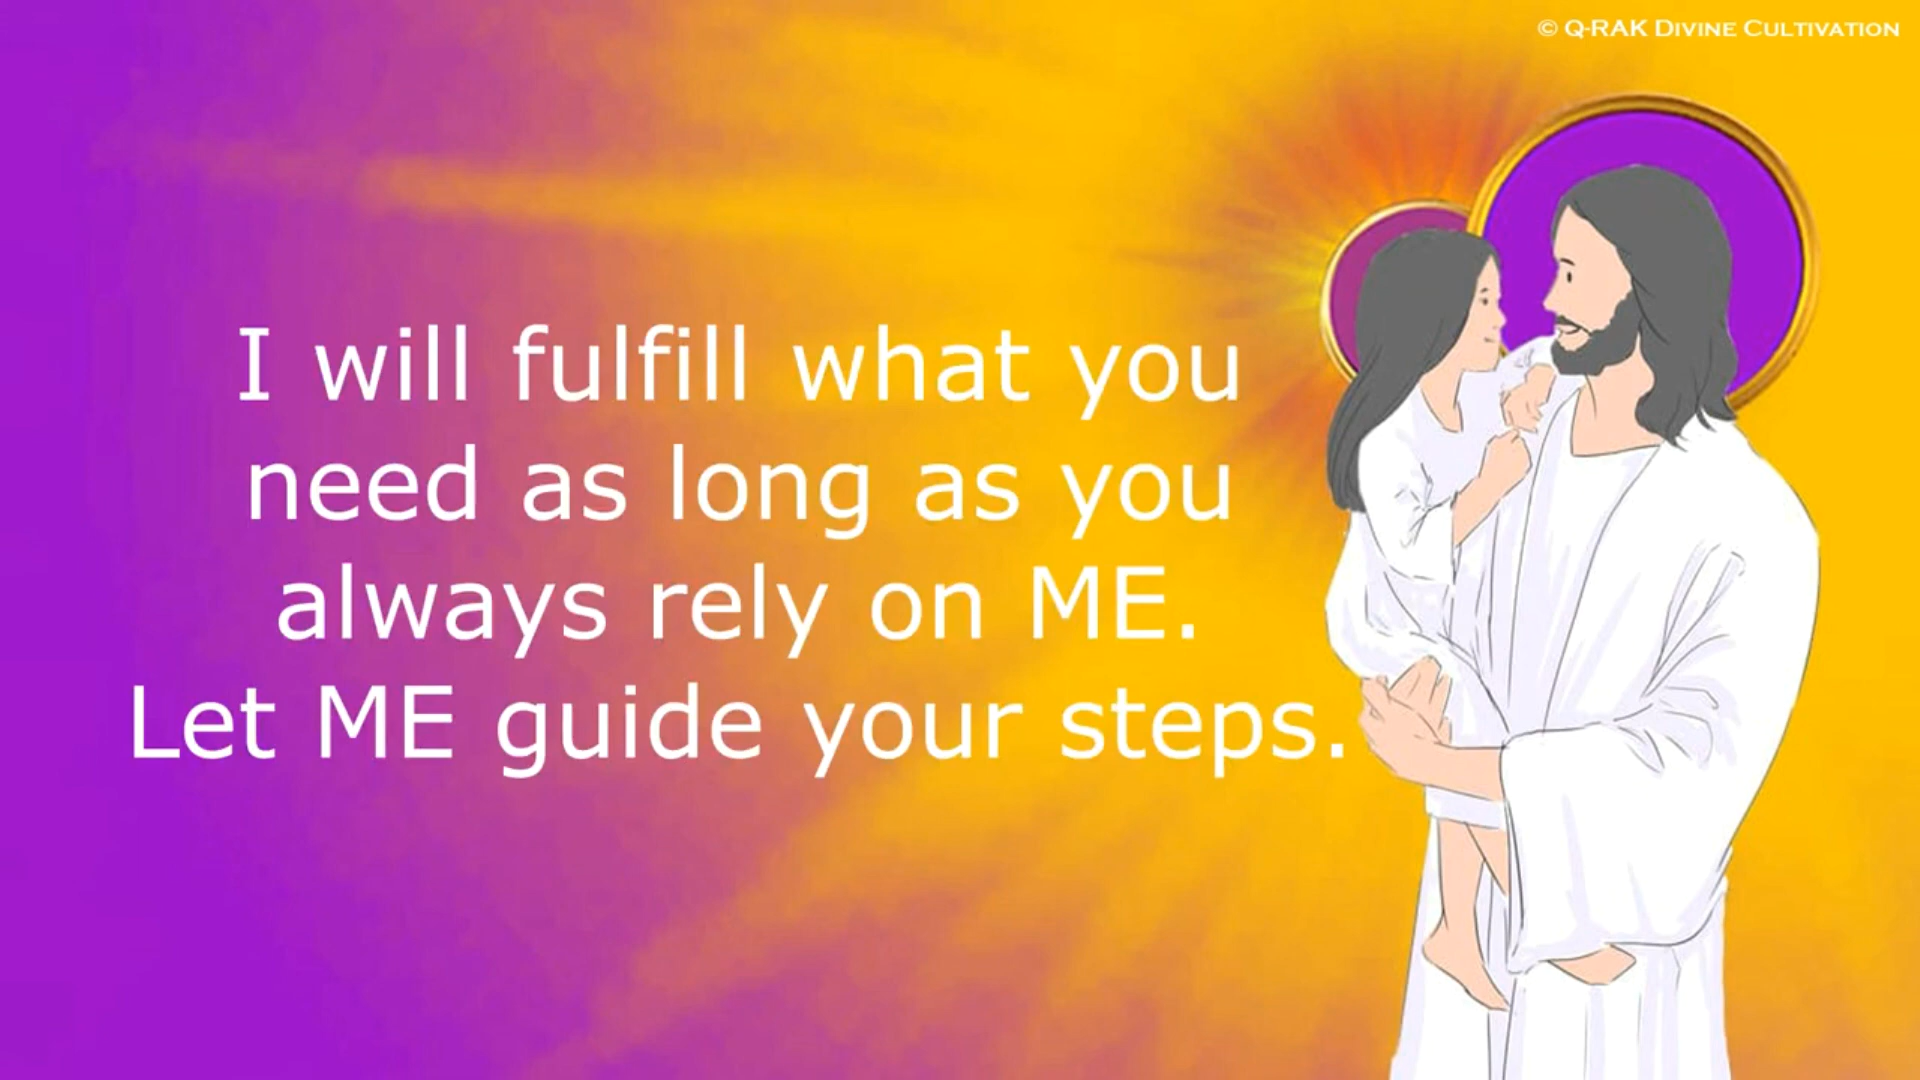 © Q-RAK Divine Cultivation
I will fulfill what you
need as long as you
always rely on ME.
Let ME guide your steps.